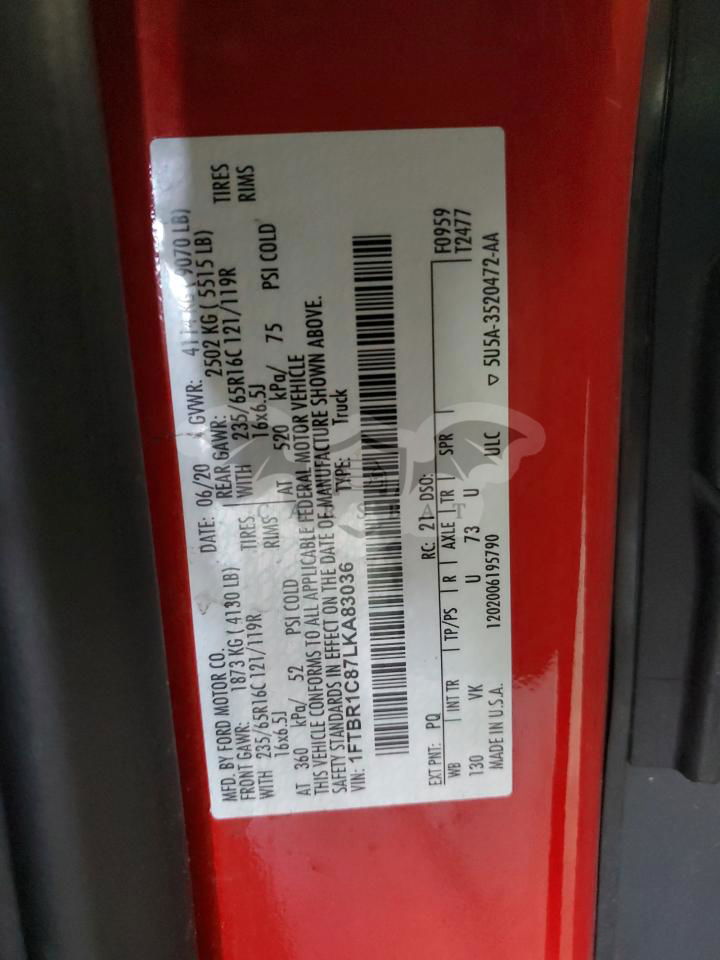 MFD. BY FORD MOTOR CO. DATE: 06/20 GVWR: 4114 KG ( 9070 LB)
FRONT GAWR: 1873 KG ( 4130 LB) REAR GAWR: 2502 KG ( 5515 LB)
WITH 235/65R16C 121/119R TIRES WITH 235/65R16C 121/119R TIRES
16x6.5J RIMS 16x6.5J RIMS
AT 360 kPa/ 52 PSI COLD AT 520 kPa/ 75 PSI COLD
THIS VEHICLE CONFORMS TO ALL APPLICABLE FEDERAL MOTOR VEHICLE
SAFETY STANDARDS IN EFFECT ON THE DATE OF MANUFACTURE SHOWN ABOVE.
VIN: 1FTBR1C87LKA83036 TYPE: Truck
EXT PNT: PQ RC: 21 DSO: F0959
WB INT TR TP/PS R AXLE TR SPR T2477
130 VK U 73 U
MADE IN U.S.A. 1202006195790 ULC ▽ 5U5A-3520472-AA